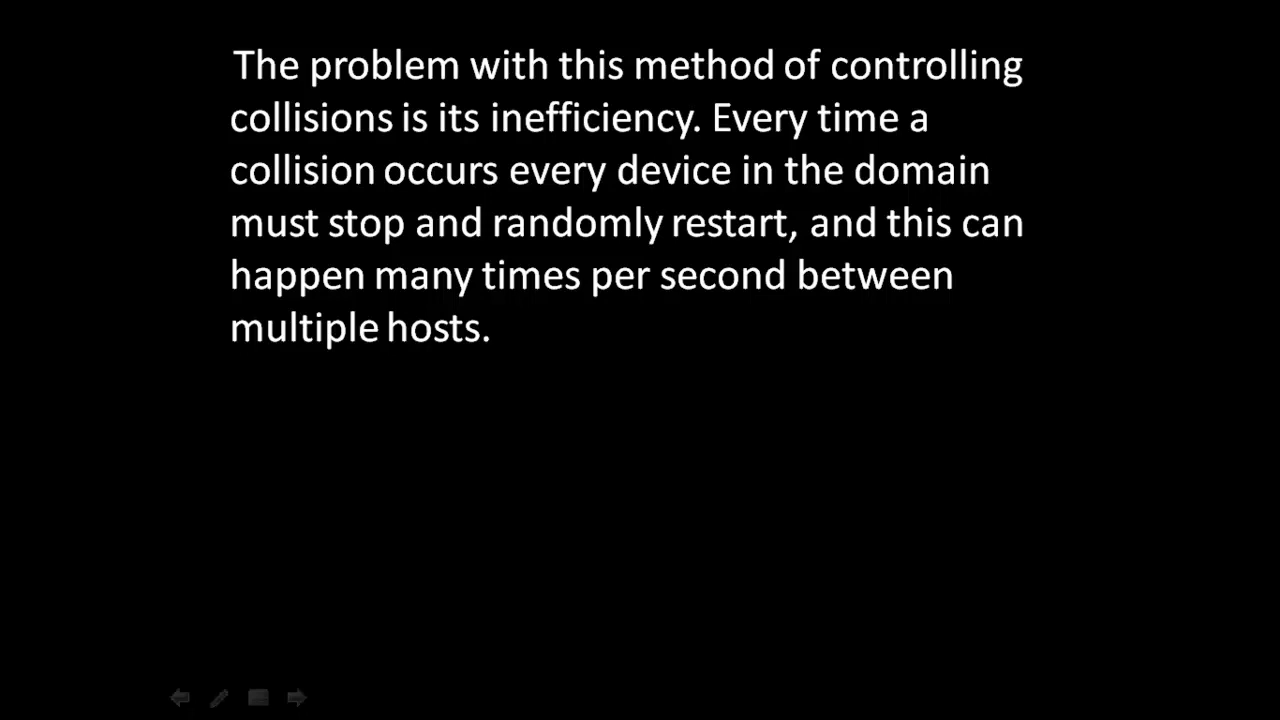 The problem with this method of controlling
collisions is its inefficiency. Every time a
collision occurs every device in the domain
must stop and randomly restart, and this can
happen many times per second between
multiple hosts.